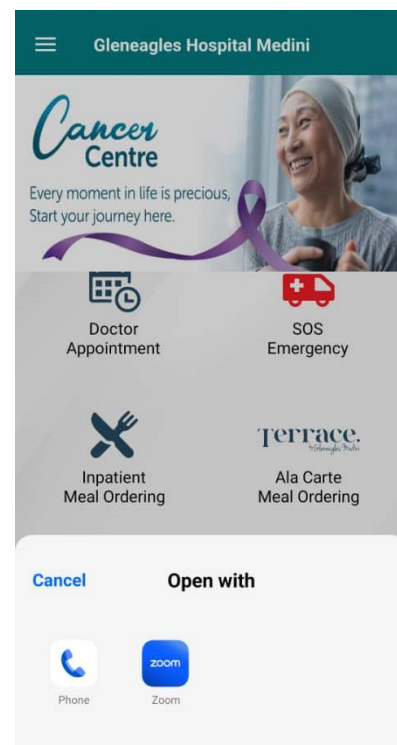 Gleneagles Hospital Medini
Cancer
Centre
Every moment in life is precious,
Start your journey here.
Doctor
Appointment
SOS
Emergency
Inpatient
Meal Ordering
Terrace.
Ala Carte
Meal Ordering
Cancel
Open with
zoom
Phone
Zoom